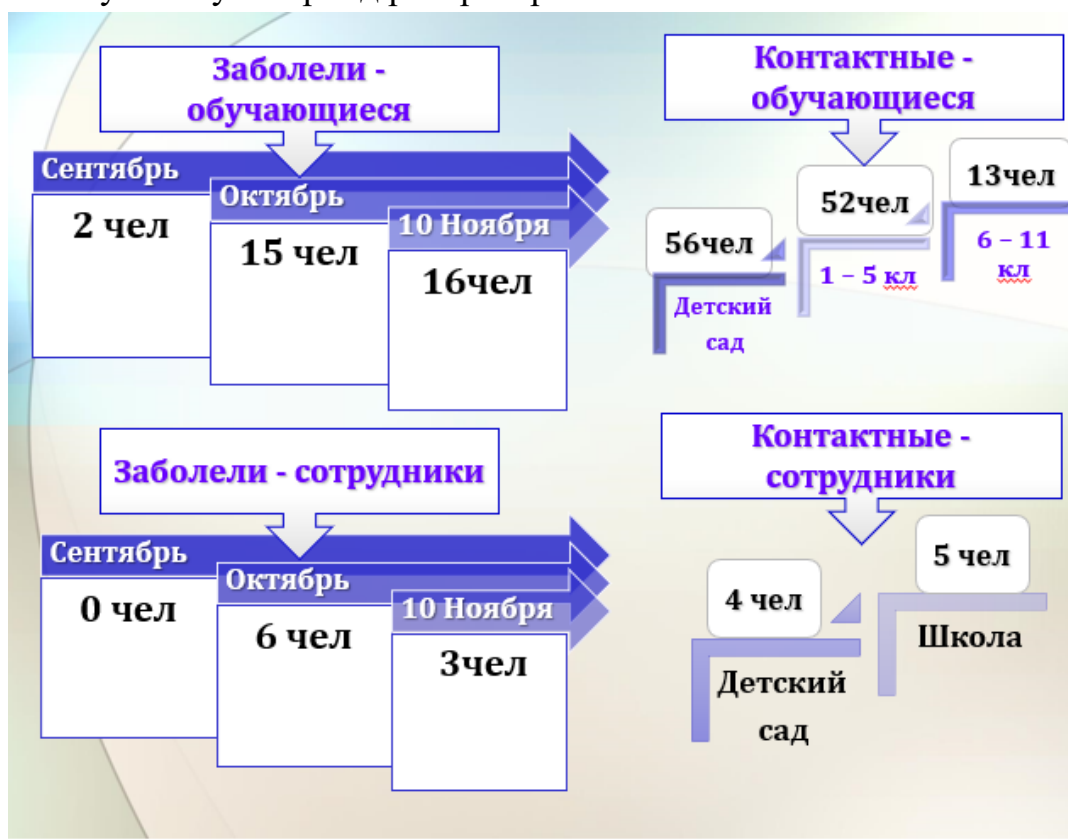 Заболели -
обучающиеся
Сентябрь
2 чел
Октябрь
15 чел
10 Ноября
16чел
Контактные -
обучающиеся
56чел
Детский
сад
52чел
1 – 5 кл
13чел
6 – 11
кл
Заболели - сотрудники
Сентябрь
0 чел
Октябрь
6 чел
10 Ноября
3чел
Контактные -
сотрудники
4 чел
Детский
сад
5 чел
Школа